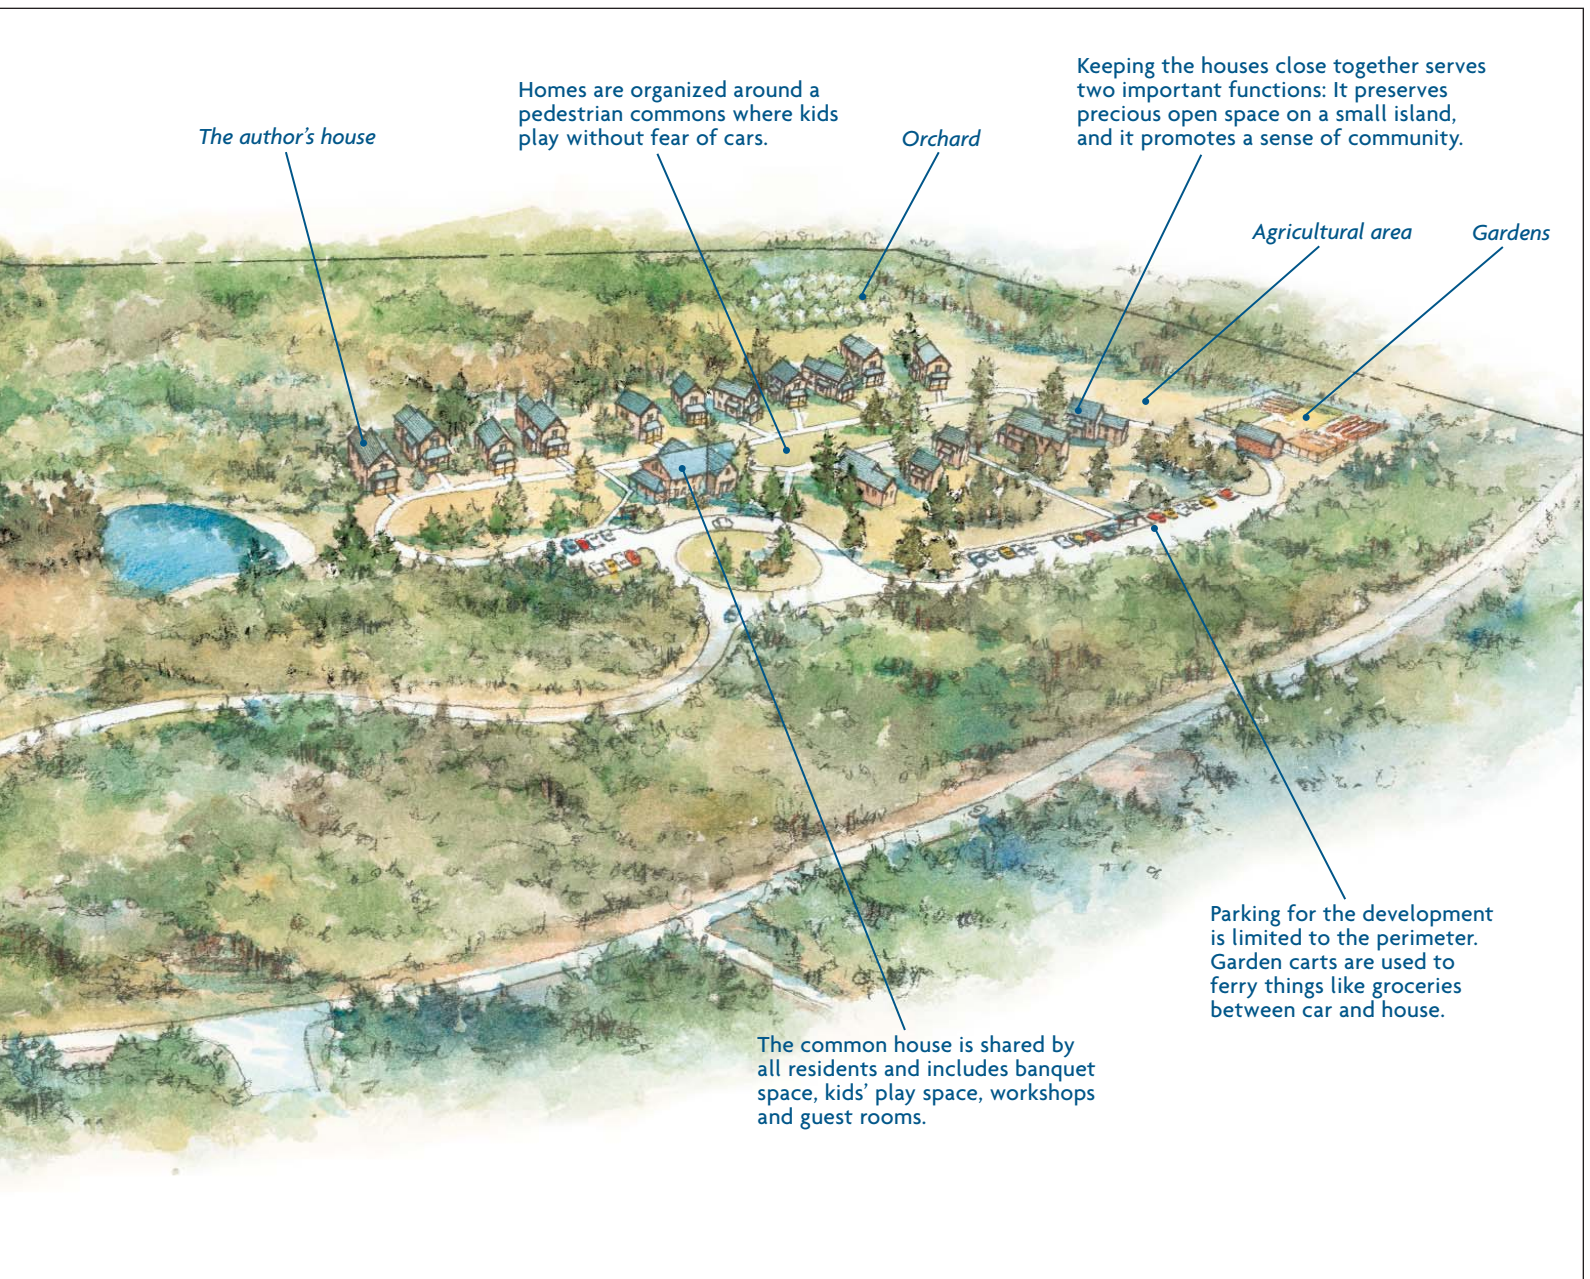 Keeping the houses close together serves
two important functions: It preserves
precious open space on a small island,
and it promotes a sense of community.
Homes are organized around a
pedestrian commons where kids
play without fear of cars.
The author’s house
Orchard
Agricultural area
Gardens
Parking for the development
is limited to the perimeter.
Garden carts are used to
ferry things like groceries
between car and house.
The common house is shared by
all residents and includes banquet
space, kids’ play space, workshops
and guest rooms.